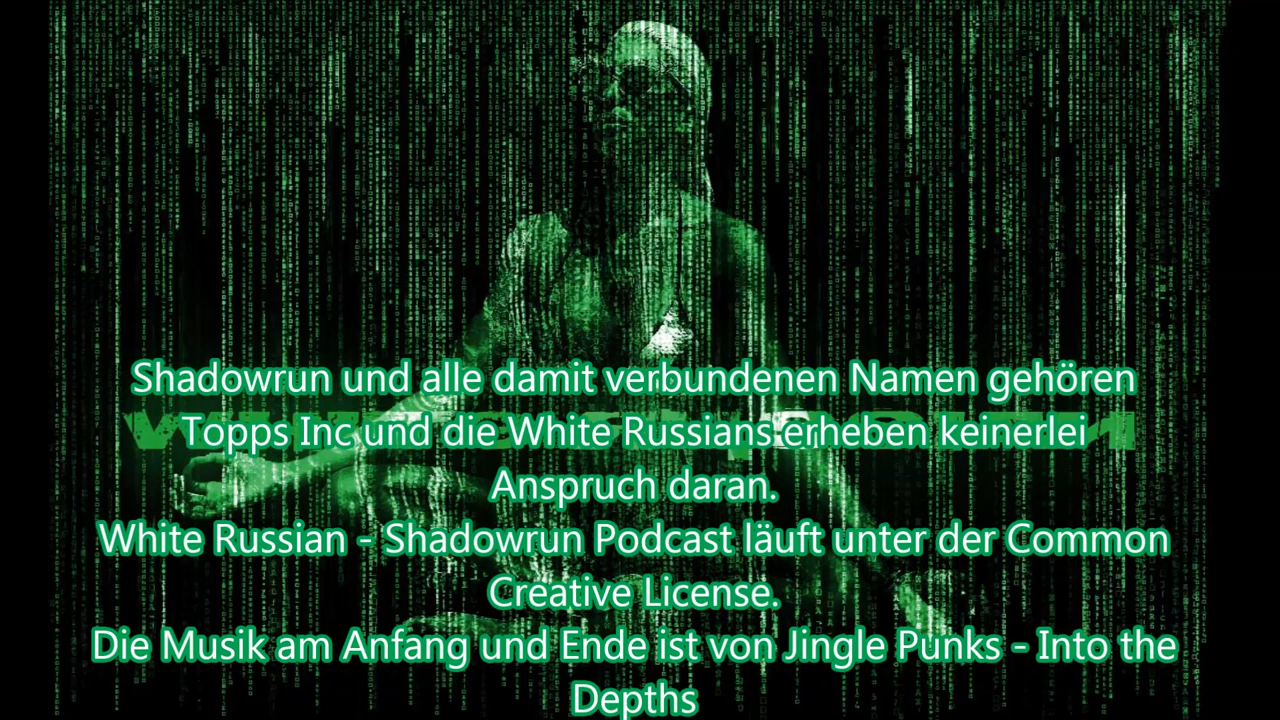 Shadowrun und alle damit verbundenen Namen gehören
Topps Inc und die White Russians erheben keinerlei
Anspruch daran.
White Russian - Shadowrun Podcast läuft unter der Common
Creative License.
Die Musik am Anfang und Ende ist von Jingle Punks - Into the
Depths